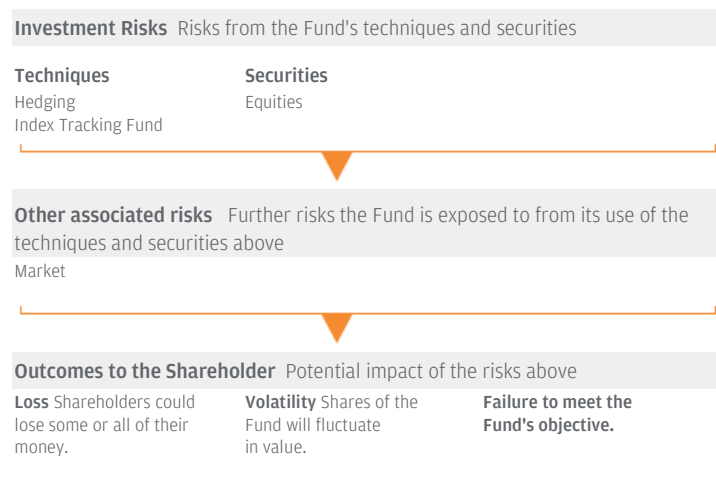 Investment Risks Risks from the Fund's techniques and securities
Techniques
Hedging
Index Tracking Fund
Securities
Equities
Other associated risks Further risks the Fund is exposed to from its use of the
techniques and securities above
Market
Outcomes to the Shareholder Potential impact of the risks above
Loss Shareholders could
lose some or all of their
money.
Volatility Shares of the
Fund will fluctuate
in value.
Failure to meet the
Fund's objective.